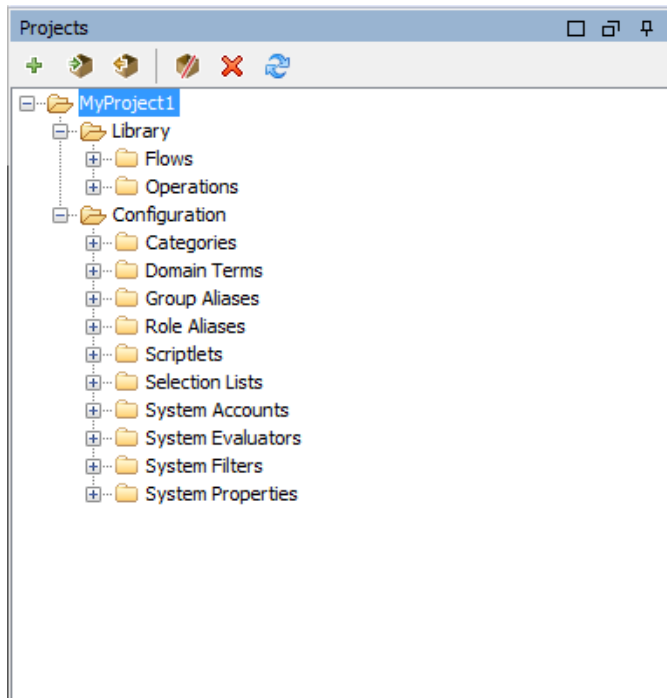 Projects
MyProject1
Library
Flows
Operations
Configuration
Categories
Domain Terms
Group Aliases
Role Aliases
Scriptlets
Selection Lists
System Accounts
System Evaluators
System Filters
System Properties